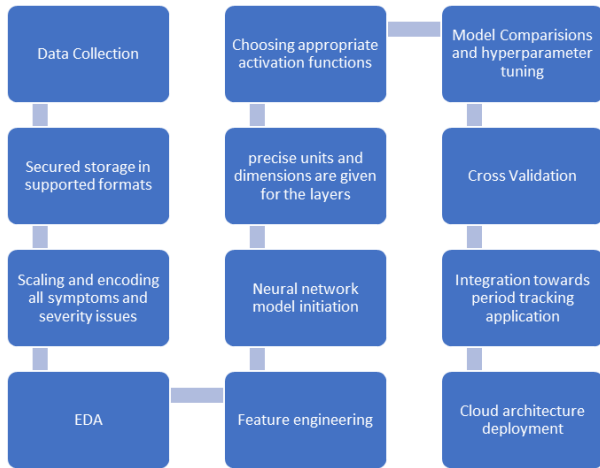 Data Collection
Secured storage in
supported formats
Scaling and encoding
all symptoms and
severity issues
EDA
Feature engineering
Neural network
model initiation
precise units and
dimensions are given
for the layers
Choosing appropriate
activation functions
Model Comparisions
and hyperparameter
tuning
Cross Validation
Integration towards
period tracking
application
Cloud architecture
deployment